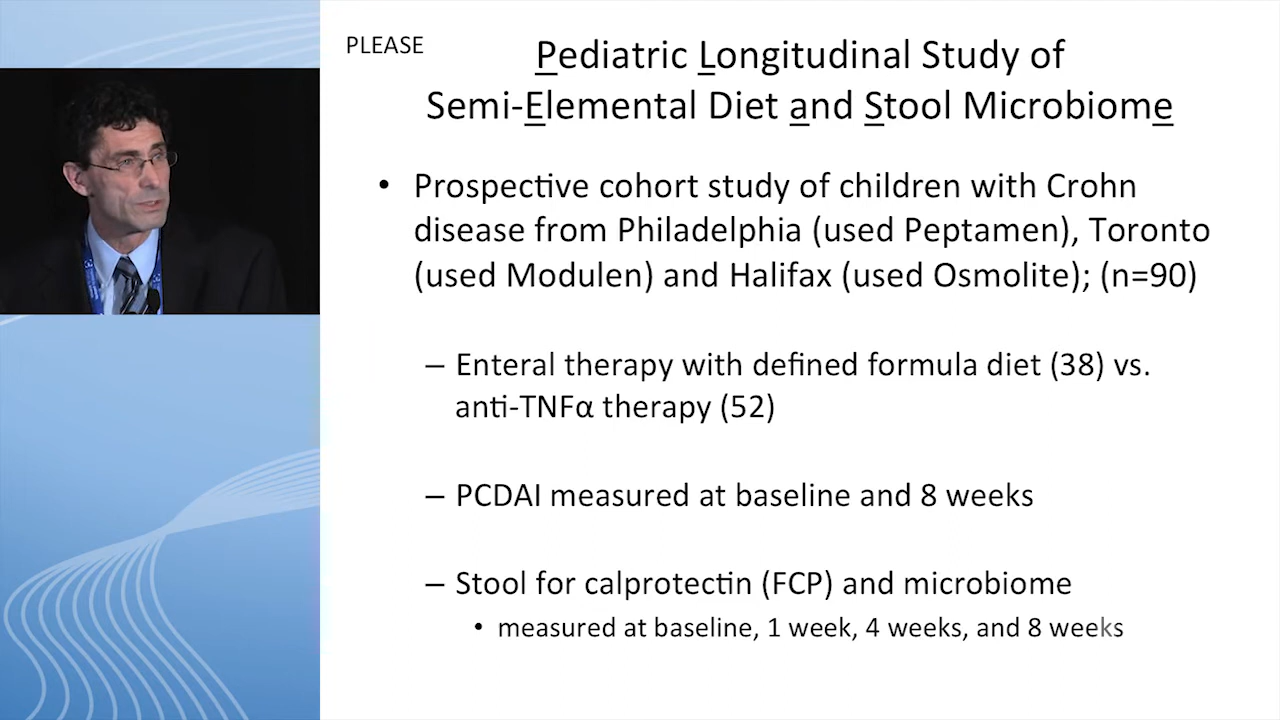 PLEASE
Pediatric Longitudinal Study of
Semi-Elemental Diet and Stool Microbiome
• Prospective cohort study of children with Crohn
disease from Philadelphia (used Peptamen), Toronto
(used Modulen) and Halifax (used Osmolite); (n=90)
– Enteral therapy with defined formula diet (38) vs.
anti-TNFα therapy (52)
– PCDAI measured at baseline and 8 weeks
– Stool for calprotectin (FCP) and microbiome
• measured at baseline, 1 week, 4 weeks, and 8 weeks